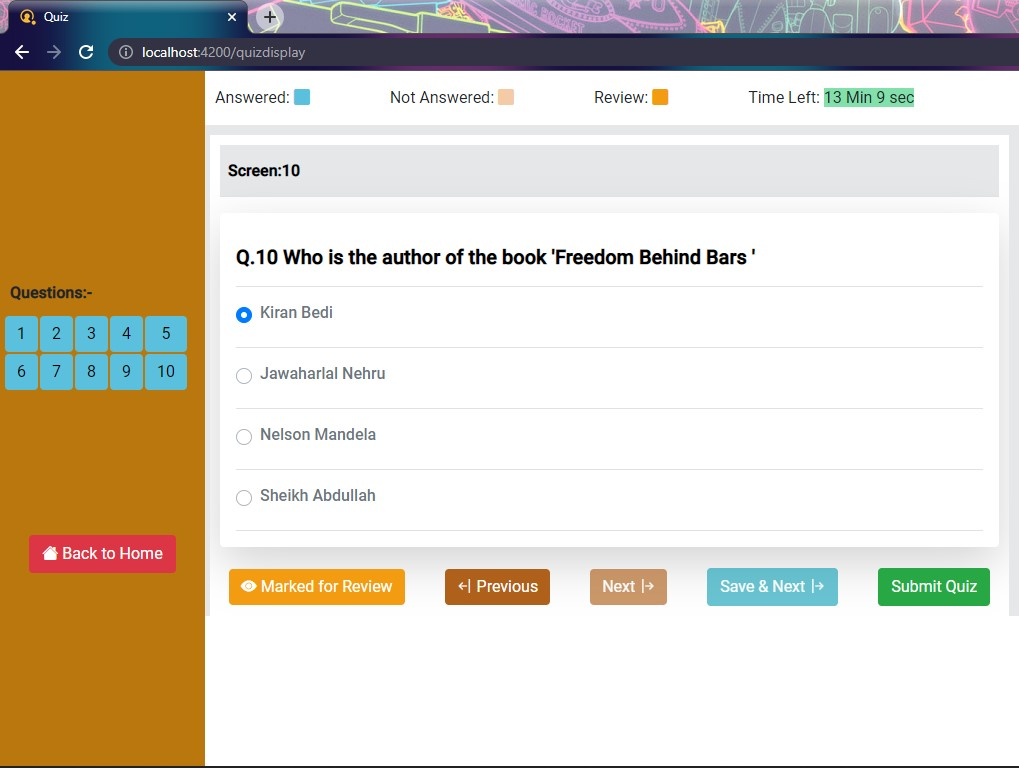 Quiz
localhost:4200/quizdisplay
Answered:
Not Answered:
Review:
Time Left: 13 Min 9 sec
Screen:10
Q.10 Who is the author of the book 'Freedom Behind Bars '
Kiran Bedi
Jawaharlal Nehru
Nelson Mandela
Sheikh Abdullah
Questions:-
1 2 3 4 5
6 7 8 9 10
Back to Home
Marked for Review
Previous
Next
Save & Next
Submit Quiz